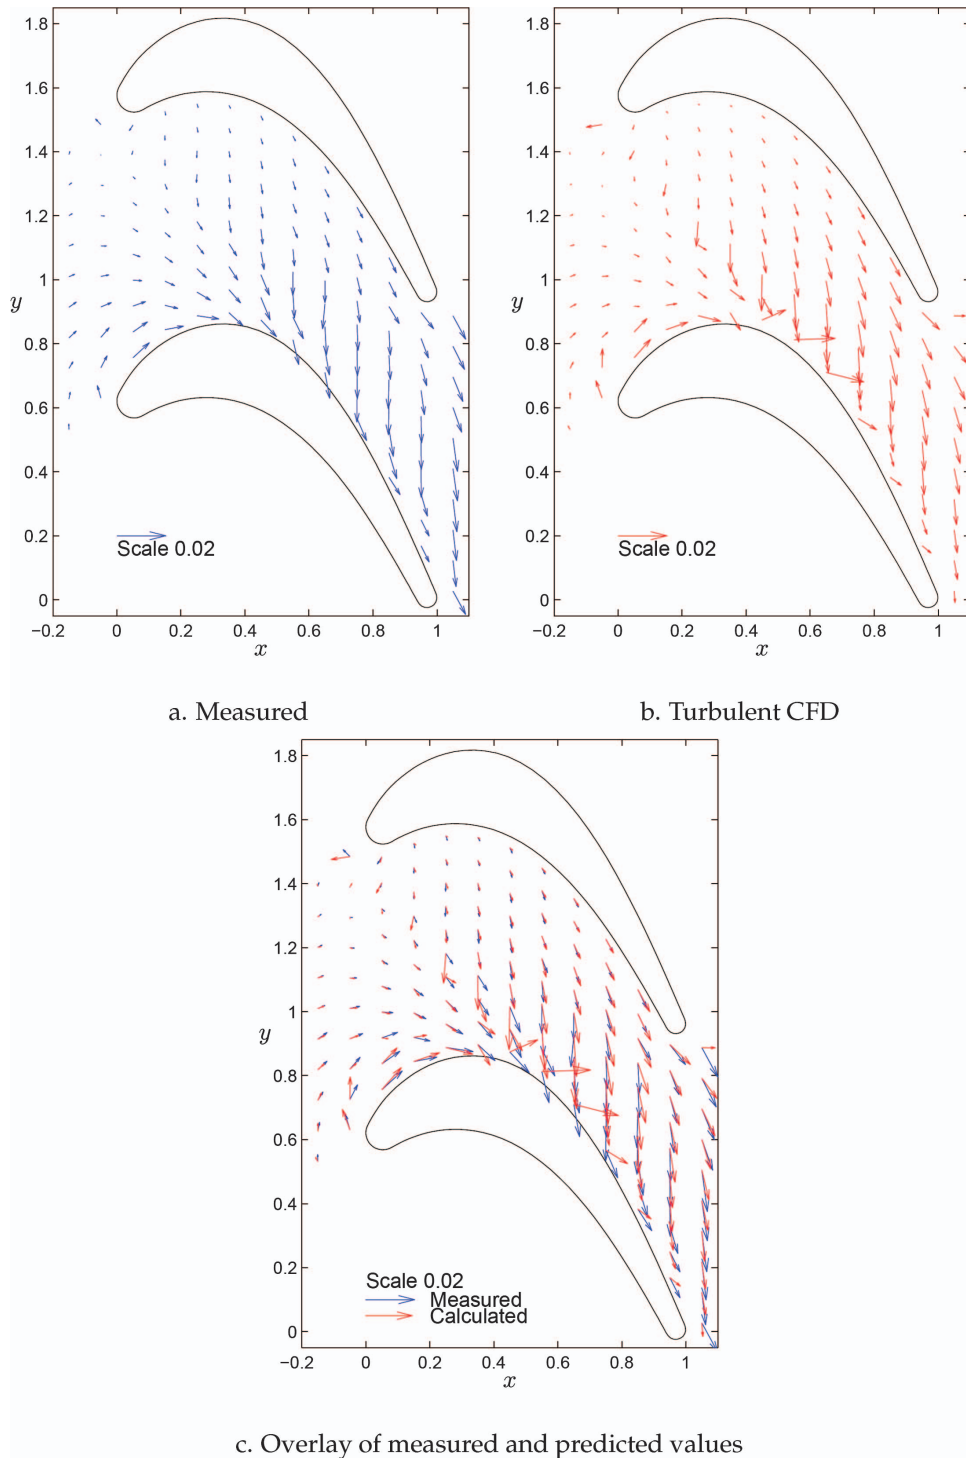 1.8
1.6
1.4
1.2
1
y
0.8
0.6
0.4
0.2
Scale 0.02
0
−0.2 0 0.2 0.4 0.6 0.8 1
x
a. Measured
1.8
1.6
1.4
1.2
1
y
0.8
0.6
0.4
0.2
Scale 0.02
0
−0.2 0 0.2 0.4 0.6 0.8 1
x
b. Turbulent CFD
1.8
1.6
1.4
1.2
1
y
0.8
0.6
0.4
0.2
Scale 0.02
Measured
Calculated
0
−0.2 0 0.2 0.4 0.6 0.8 1
x
c. Overlay of measured and predicted values